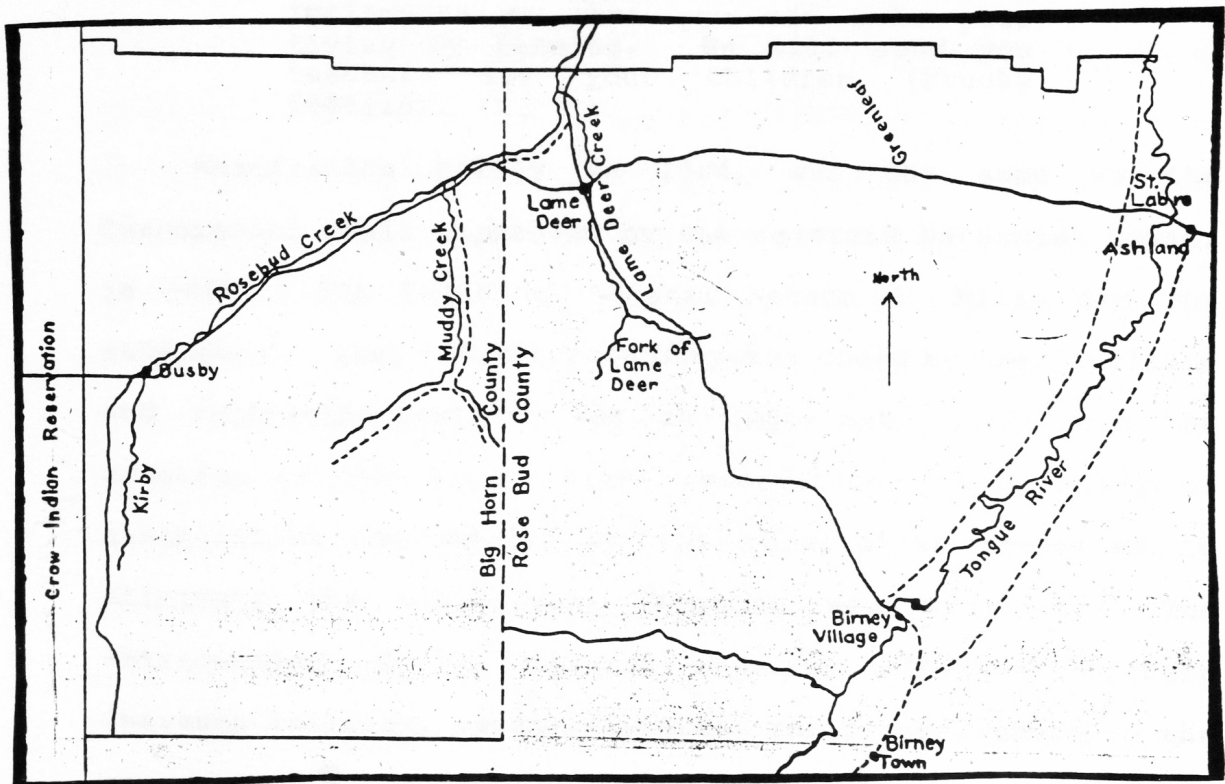 Greenleaf
Lame Deer Creek
St.
Labre
Lame
Deer
Rosebud Creek
Ashland
Muddy Creek
North
Fork of
Lame
Deer
Busby
Crow Indian Reservation
Big Horn County
Rose Bud County
Kirby
Tongue River
Birney
Village
Birney
Town